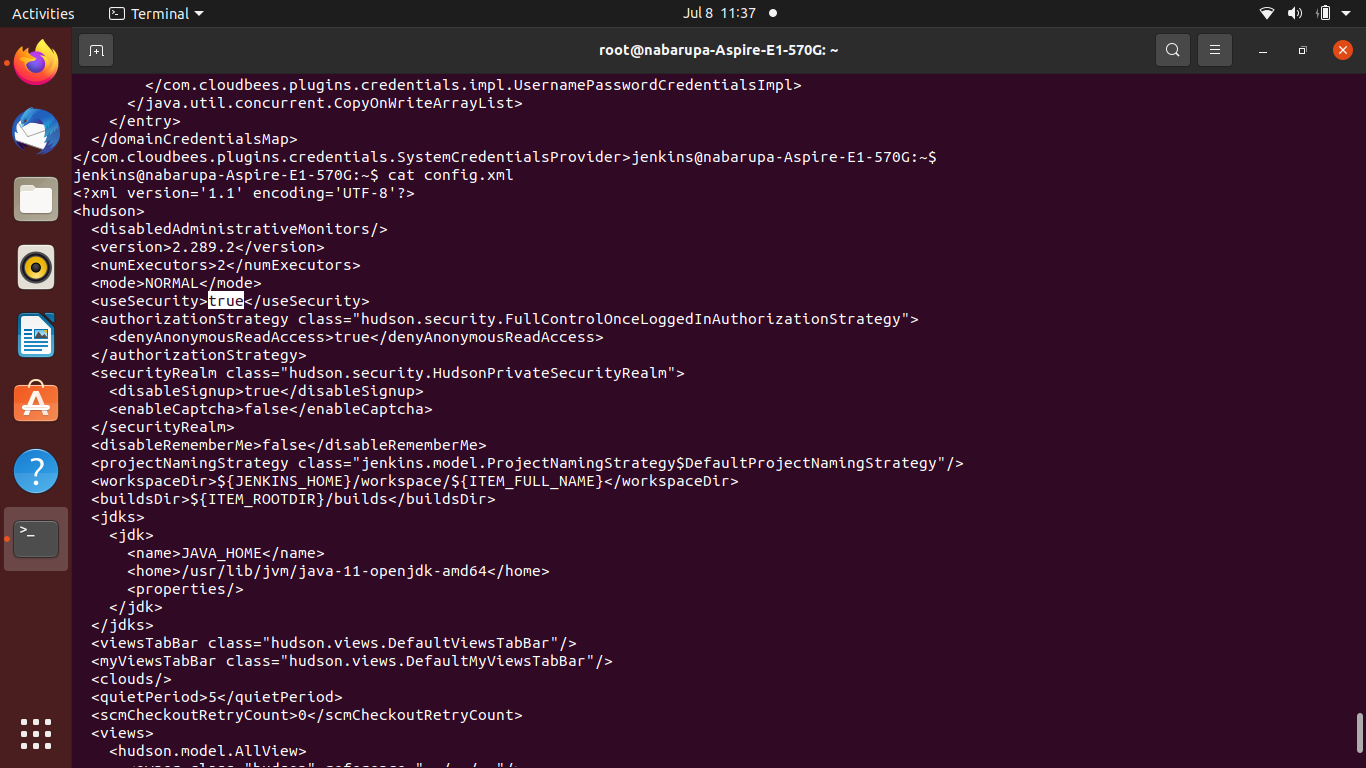 Activities
Terminal
Jul 8 11:37
root@nabarupa-Aspire-E1-570G: ~
      </com.cloudbees.plugins.credentials.impl.UsernamePasswordCredentialsImpl>
    </java.util.concurrent.CopyOnWriteArrayList>
  </entry>
</domainCredentialsMap>
</com.cloudbees.plugins.credentials.SystemCredentialsProvider>jenkins@nabarupa-Aspire-E1-570G:~$
jenkins@nabarupa-Aspire-E1-570G:~$ cat config.xml
<?xml version='1.1' encoding='UTF-8'?>
<hudson>
  <disabledAdministrativeMonitors/>
  <version>2.289.2</version>
  <numExecutors>2</numExecutors>
  <mode>NORMAL</mode>
  <useSecurity>true</useSecurity>
  <authorizationStrategy class="hudson.security.FullControlOnceLoggedInAuthorizationStrategy">
    <denyAnonymousReadAccess>true</denyAnonymousReadAccess>
  </authorizationStrategy>
  <securityRealm class="hudson.security.HudsonPrivateSecurityRealm">
    <disableSignup>true</disableSignup>
    <enableCaptcha>false</enableCaptcha>
  </securityRealm>
  <disableRememberMe>false</disableRememberMe>
  <projectNamingStrategy class="jenkins.model.ProjectNamingStrategy$DefaultProjectNamingStrategy"/>
  <workspaceDir>${JENKINS_HOME}/workspace/${ITEM_FULL_NAME}</workspaceDir>
  <buildsDir>${ITEM_ROOTDIR}/builds</buildsDir>
  <jdks>
    <jdk>
      <name>JAVA_HOME</name>
      <home>/usr/lib/jvm/java-11-openjdk-amd64</home>
      <properties/>
    </jdk>
  </jdks>
  <viewsTabBar class="hudson.views.DefaultViewsTabBar"/>
  <myViewsTabBar class="hudson.views.DefaultMyViewsTabBar"/>
  <clouds/>
  <quietPeriod>5</quietPeriod>
  <scmCheckoutRetryCount>0</scmCheckoutRetryCount>
  <views>
    <hudson.model.AllView>